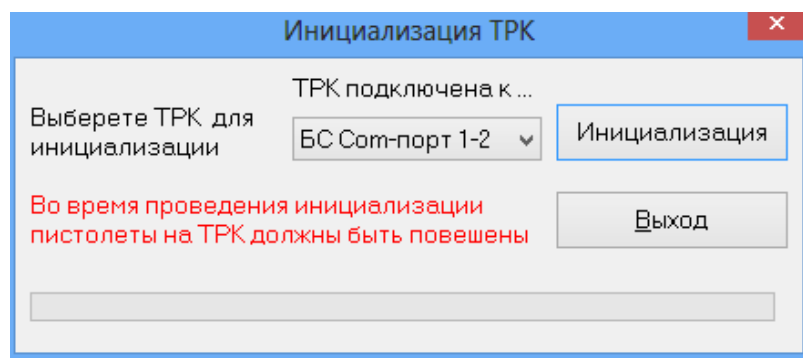 Инициализация ТРК
ТРК подключена к ...
Выберете ТРК для
инициализации
БС Com-порт 1-2
Инициализация
Во время проведения инициализации
пистолеты на ТРК должны быть повешены
Выход